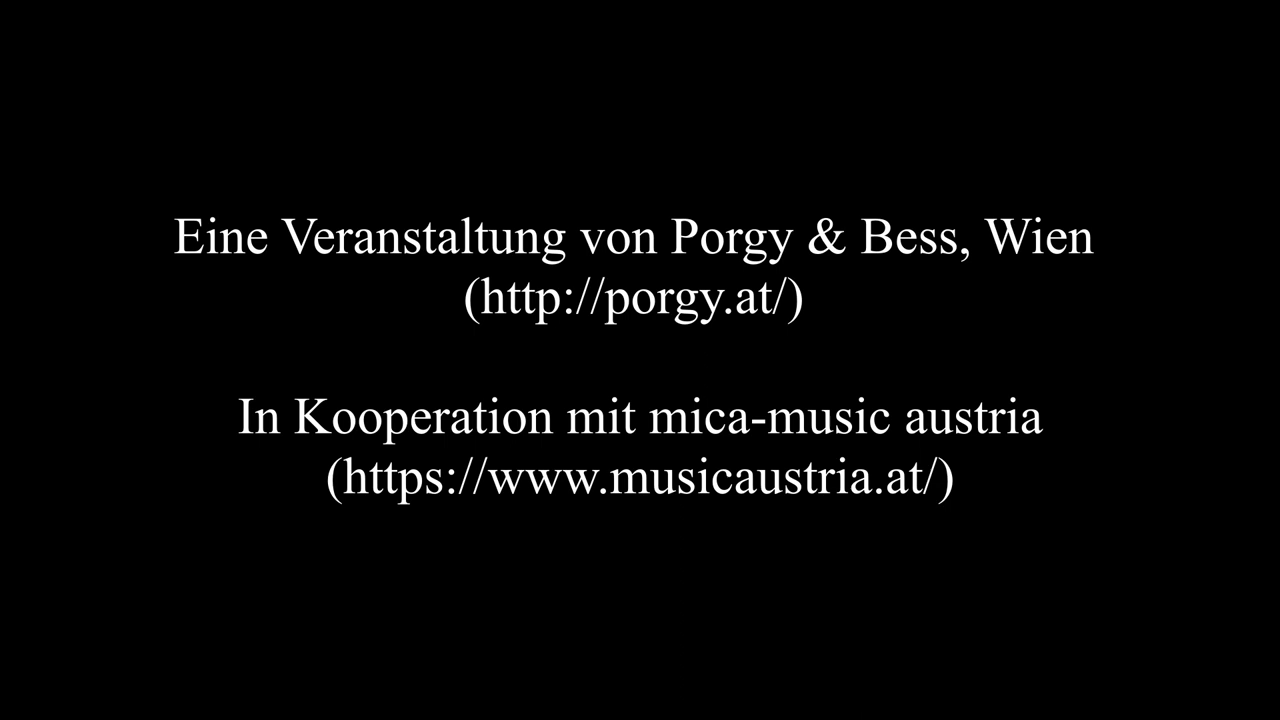 Eine Veranstaltung von Porgy & Bess, Wien
(http://porgy.at/)
In Kooperation mit mica-music austria
(https://www.musicaustria.at/)